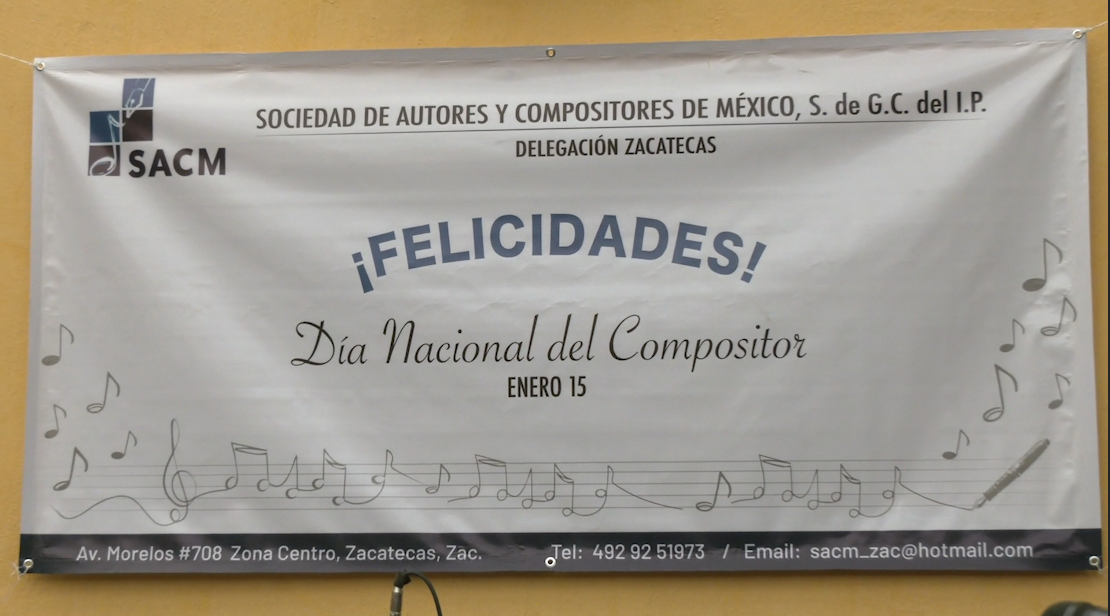 SACM
SOCIEDAD DE AUTORES Y COMPOSITORES DE MÉXICO, S. de G.C. del I.P.
DELEGACIÓN ZACATECAS
¡FELICIDADES!
Día Nacional del Compositor
ENERO 15
Av. Morelos #708 Zona Centro, Zacatecas, Zac. Tel: 492 92 51973 / Email: sacm_zac@hotmail.com